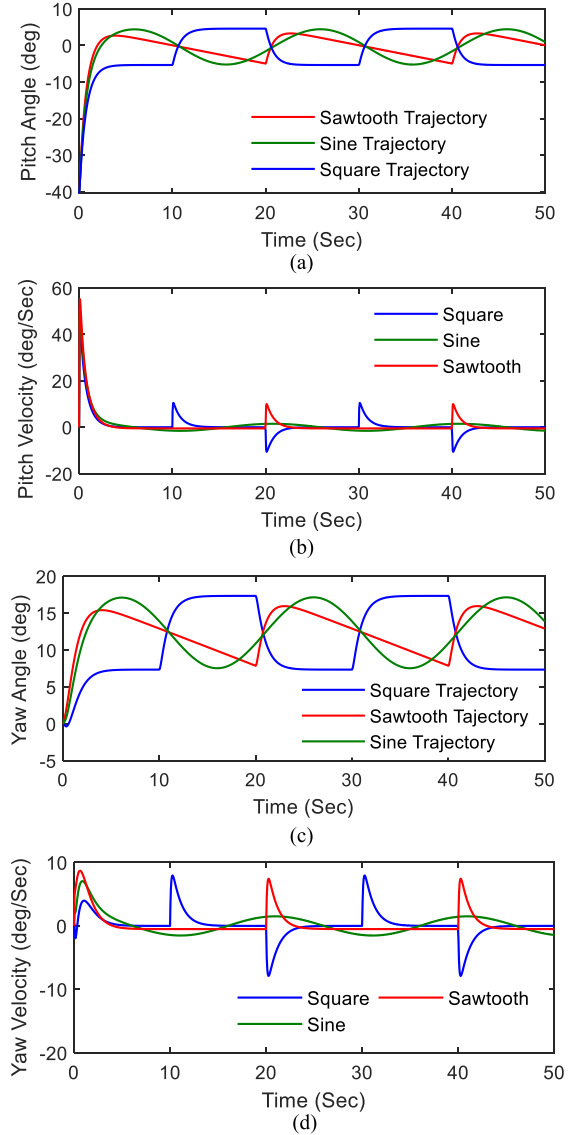 10
0
-10
-20
-30
-40
Pitch Angle (deg)
Sawtooth Trajectory
Sine Trajectory
Square Trajectory
0 10 20 30 40 50
Time (Sec)
(a)
60
40
20
0
-20
Pitch Velocity (deg/Sec)
Square
Sine
Sawtooth
0 10 20 30 40 50
Time (Sec)
(b)
20
15
10
5
0
-5
Yaw Angle (deg)
Square Trajectory
Sawtooth Tajectory
Sine Trajectory
0 10 20 30 40 50
Time (Sec)
(c)
10
0
-10
-20
Yaw Velocity (deg/Sec)
Square Sawtooth
Sine
0 10 20 30 40 50
Time (Sec)
(d)